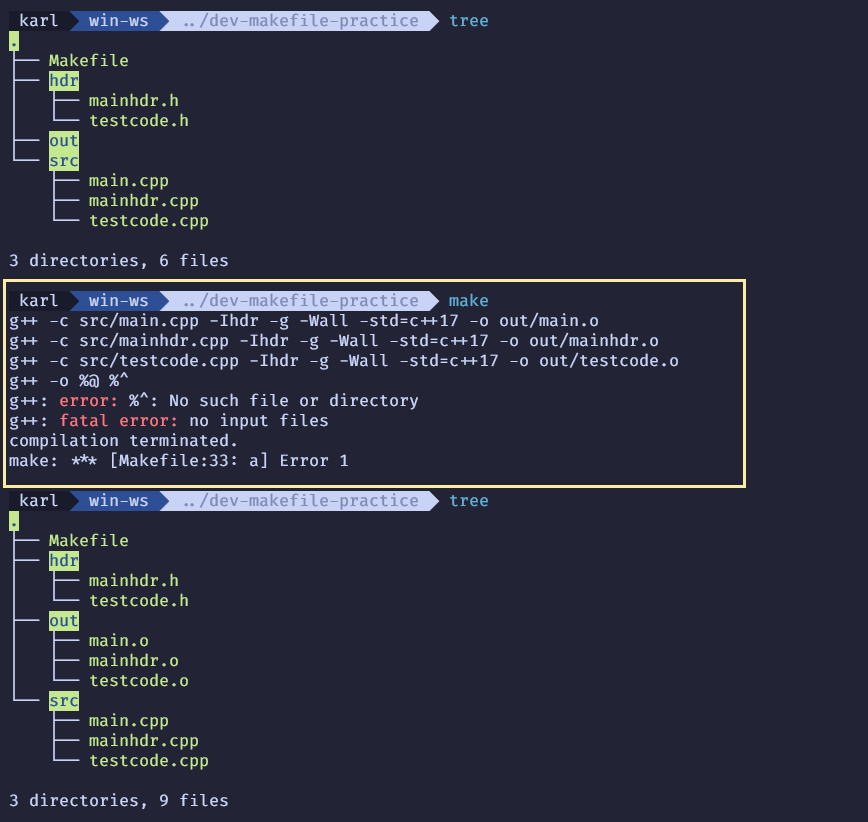 karl win-ws ../dev-makefile-practice tree
.
├── Makefile
├── hdr
│   ├── mainhdr.h
│   └── testcode.h
├── out
└── src
    ├── main.cpp
    ├── mainhdr.cpp
    └── testcode.cpp
3 directories, 6 files
karl win-ws ../dev-makefile-practice make
g++ -c src/main.cpp -Ihdr -g -Wall -std=c++17 -o out/main.o
g++ -c src/mainhdr.cpp -Ihdr -g -Wall -std=c++17 -o out/mainhdr.o
g++ -c src/testcode.cpp -Ihdr -g -Wall -std=c++17 -o out/testcode.o
g++ -o %@ %^
g++: error: %^: No such file or directory
g++: fatal error: no input files
compilation terminated.
make: *** [Makefile:33: a] Error 1
karl win-ws ../dev-makefile-practice tree
.
├── Makefile
├── hdr
│   ├── mainhdr.h
│   └── testcode.h
├── out
│   ├── main.o
│   ├── mainhdr.o
│   └── testcode.o
└── src
    ├── main.cpp
    ├── mainhdr.cpp
    └── testcode.cpp
3 directories, 9 files